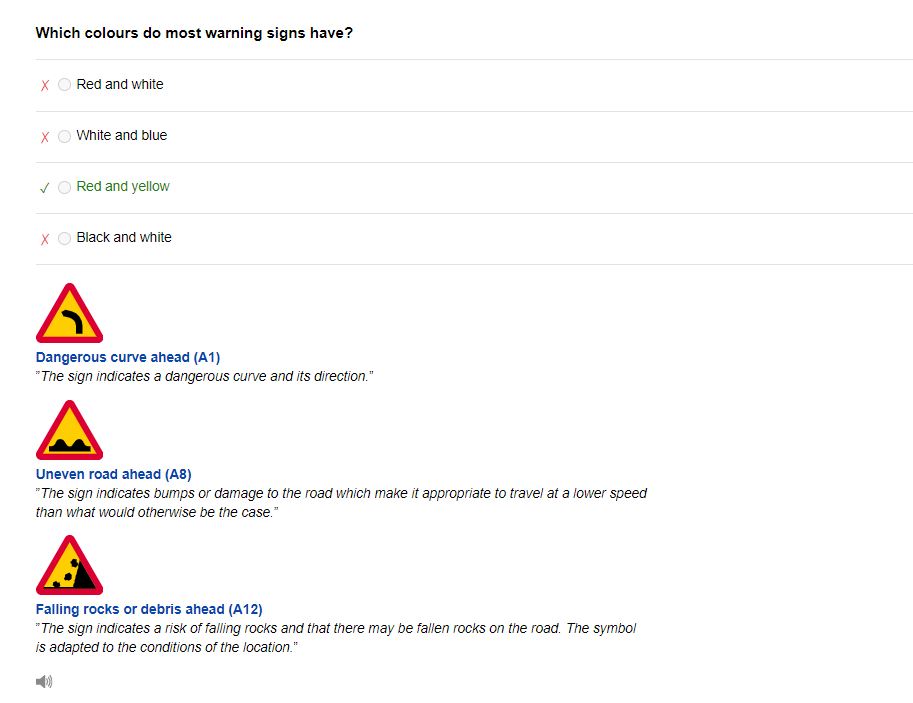 Which colours do most warning signs have?
✗ Red and white
✗ White and blue
✓ Red and yellow
✗ Black and white
Dangerous curve ahead (A1)
”The sign indicates a dangerous curve and its direction.”
Uneven road ahead (A8)
”The sign indicates bumps or damage to the road which make it appropriate to travel at a lower speed
than what would otherwise be the case.”
Falling rocks or debris ahead (A12)
”The sign indicates a risk of falling rocks and that there may be fallen rocks on the road. The symbol
is adapted to the conditions of the location.”